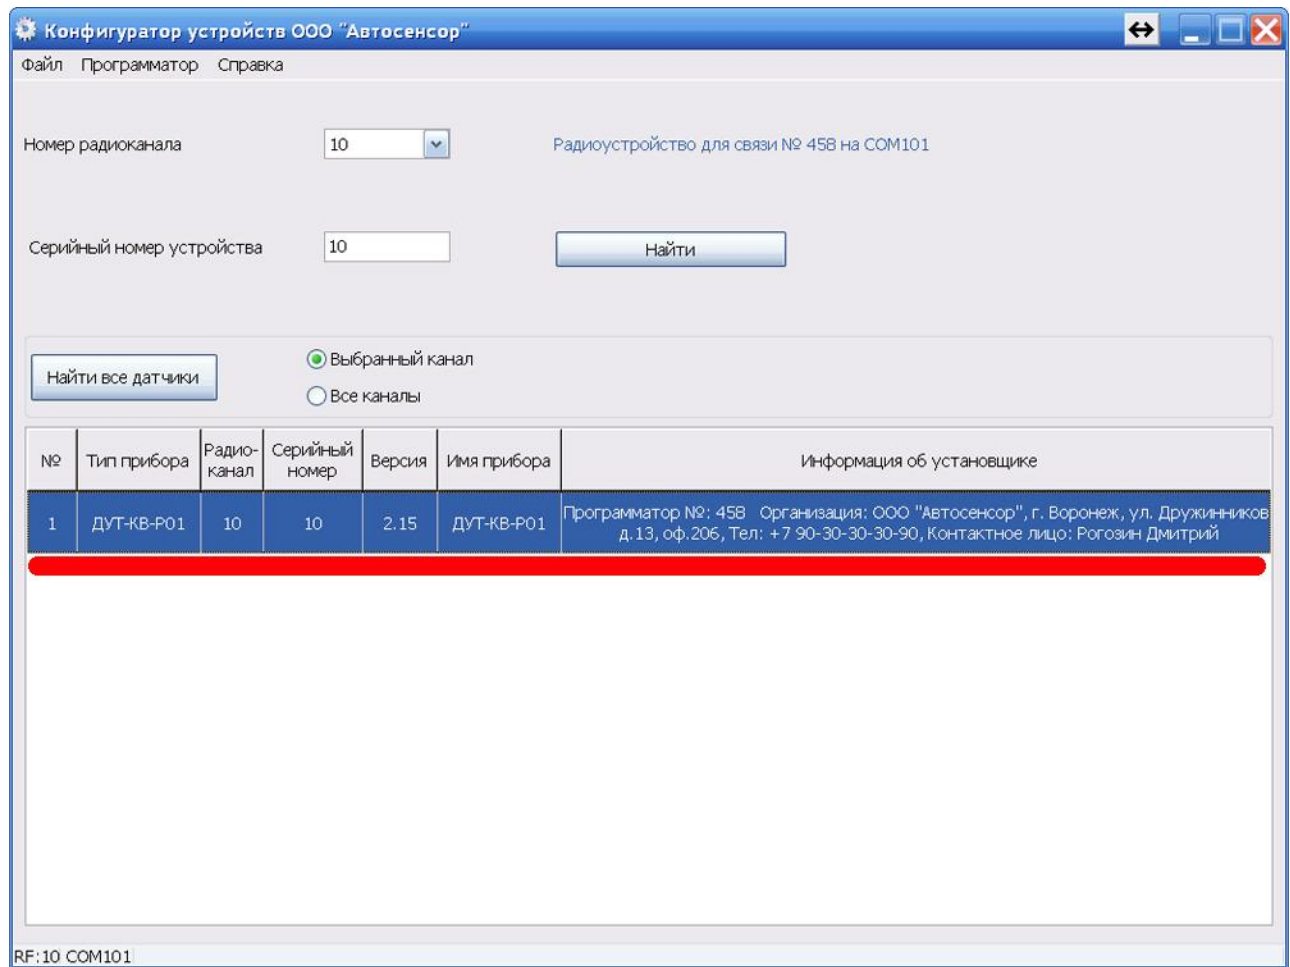 Конфигуратор устройств ООО "Автосенсор"
Файл Программатор Справка
Номер радиоканала 10 Радиоустройство для связи № 458 на COM101
Серийный номер устройства 10 Найти
Выбранный канал
Найти все датчики
Все каналы
№ Тип прибора Радио-канал Серийный номер Версия Имя прибора Информация об установщике
1 ДУТ-КВ-Р01 10 10 2.15 ДУТ-КВ-Р01 Программатор №: 458 Организация: ООО "Автосенсор", г. Воронеж, ул. Дружинников
д.13, оф.206, Тел: +7 90-30-30-30-90, Контактное лицо: Рогозин Дмитрий
RF:10 COM101